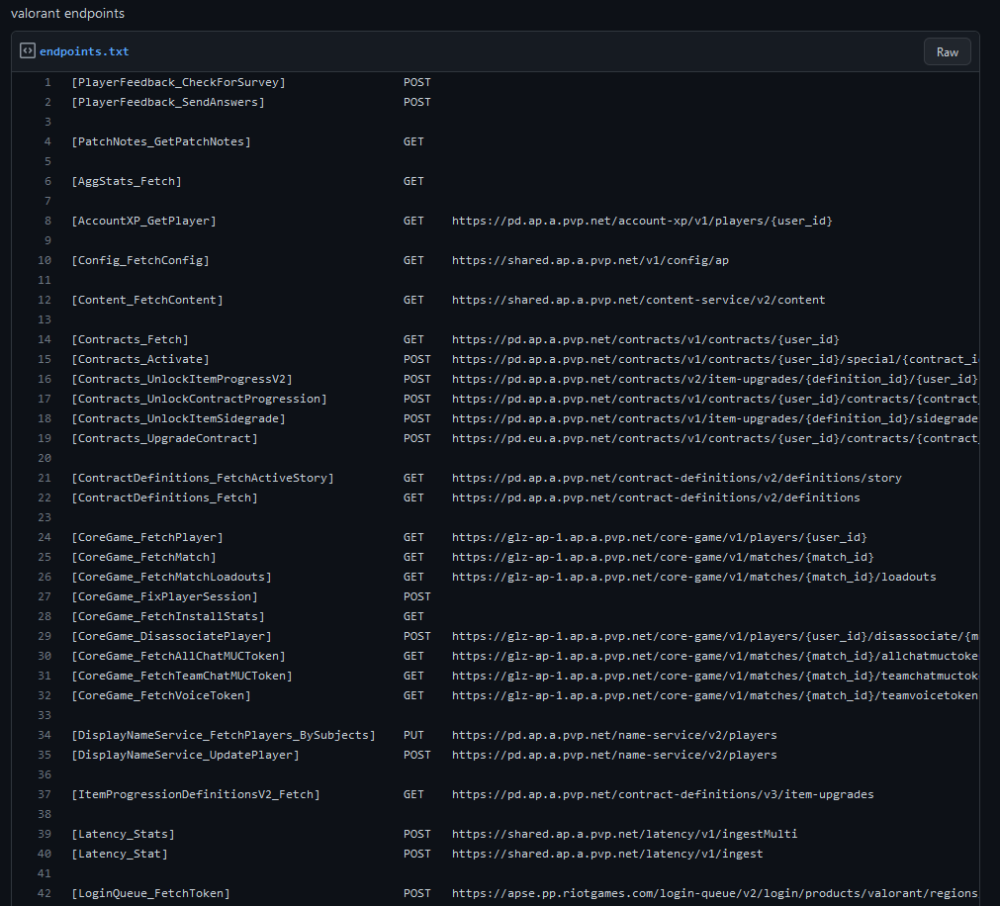 valorant endpoints
endpoints.txt Raw
1 [PlayerFeedback_CheckForSurvey] POST
2 [PlayerFeedback_SendAnswers] POST
3
4 [PatchNotes_GetPatchNotes] GET
5
6 [AggStats_Fetch] GET
7
8 [AccountXP_GetPlayer] GET https://pd.ap.a.pvp.net/account-xp/v1/players/{user_id}
9
10 [Config_FetchConfig] GET https://shared.ap.a.pvp.net/v1/config/ap
11
12 [Content_FetchContent] GET https://shared.ap.a.pvp.net/content-service/v2/content
13
14 [Contracts_Fetch] GET https://pd.ap.a.pvp.net/contracts/v1/contracts/{user_id}
15 [Contracts_Activate] POST https://pd.ap.a.pvp.net/contracts/v1/contracts/{user_id}/special/{contract_i
16 [Contracts_UnlockItemProgressV2] POST https://pd.ap.a.pvp.net/contracts/v2/item-upgrades/{definition_id}/{user_id}
17 [Contracts_UnlockContractProgression] POST https://pd.ap.a.pvp.net/contracts/v1/contracts/{user_id}/contracts/{contract_
18 [Contracts_UnlockItemSidegrade] POST https://pd.ap.a.pvp.net/contracts/v1/item-upgrades/{definition_id}/sidegrade
19 [Contracts_UpgradeContract] POST https://pd.eu.a.pvp.net/contracts/v1/contracts/{user_id}/contracts/{contract_
20
21 [ContractDefinitions_FetchActiveStory] GET https://pd.ap.a.pvp.net/contract-definitions/v2/definitions/story
22 [ContractDefinitions_Fetch] GET https://pd.ap.a.pvp.net/contract-definitions/v2/definitions
23
24 [CoreGame_FetchPlayer] GET https://glz-ap-1.ap.a.pvp.net/core-game/v1/players/{user_id}
25 [CoreGame_FetchMatch] GET https://glz-ap-1.ap.a.pvp.net/core-game/v1/matches/{match_id}
26 [CoreGame_FetchMatchLoadouts] GET https://glz-ap-1.ap.a.pvp.net/core-game/v1/matches/{match_id}/loadouts
27 [CoreGame_FixPlayerSession] POST
28 [CoreGame_FetchInstallStats] GET
29 [CoreGame_DisassociatePlayer] POST https://glz-ap-1.ap.a.pvp.net/core-game/v1/players/{user_id}/disassociate/{m
30 [CoreGame_FetchAllChatMUCToken] GET https://glz-ap-1.ap.a.pvp.net/core-game/v1/matches/{match_id}/allchatmuctoke
31 [CoreGame_FetchTeamChatMUCToken] GET https://glz-ap-1.ap.a.pvp.net/core-game/v1/matches/{match_id}/teamchatmuctok
32 [CoreGame_FetchVoiceToken] GET https://glz-ap-1.ap.a.pvp.net/core-game/v1/matches/{match_id}/teamvoicetoken
33
34 [DisplayNameService_FetchPlayers_BySubjects] PUT https://pd.ap.a.pvp.net/name-service/v2/players
35 [DisplayNameService_UpdatePlayer] POST https://pd.ap.a.pvp.net/name-service/v2/players
36
37 [ItemProgressionDefinitionsV2_Fetch] GET https://pd.ap.a.pvp.net/contract-definitions/v3/item-upgrades
38
39 [Latency_Stats] POST https://shared.ap.a.pvp.net/latency/v1/ingestMulti
40 [Latency_Stat] POST https://shared.ap.a.pvp.net/latency/v1/ingest
41
42 [LoginQueue_FetchToken] POST https://apse.pp.riotgames.com/login-queue/v2/login/products/valorant/regions